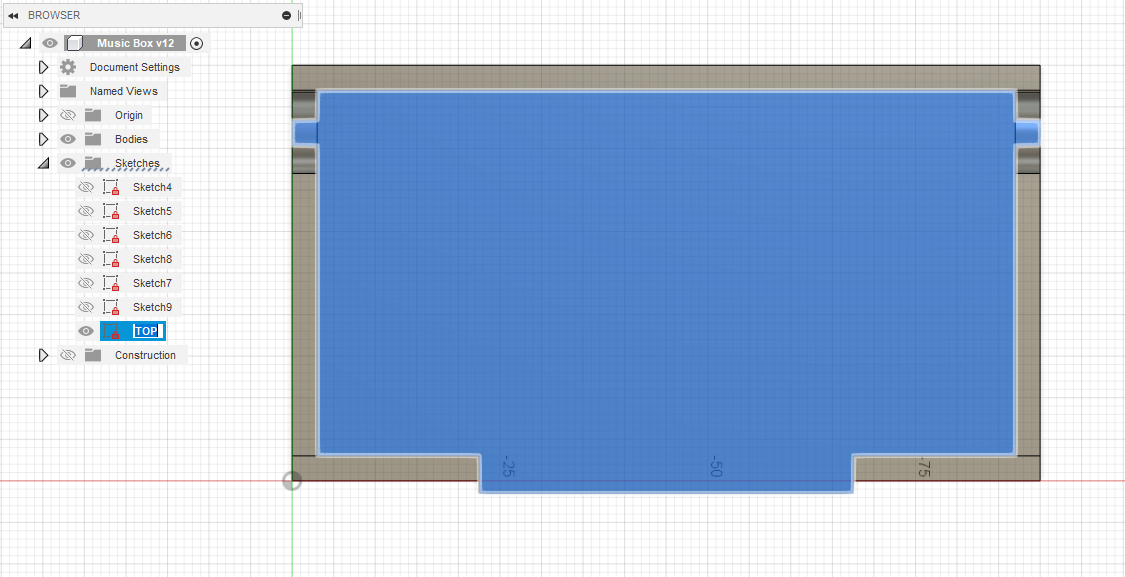 BROWSER
Music Box v12
Document Settings
Named Views
Origin
Bodies
Sketches
Sketch4
Sketch5
Sketch6
Sketch8
Sketch7
Sketch9
TOP
Construction
-25
-50
-75